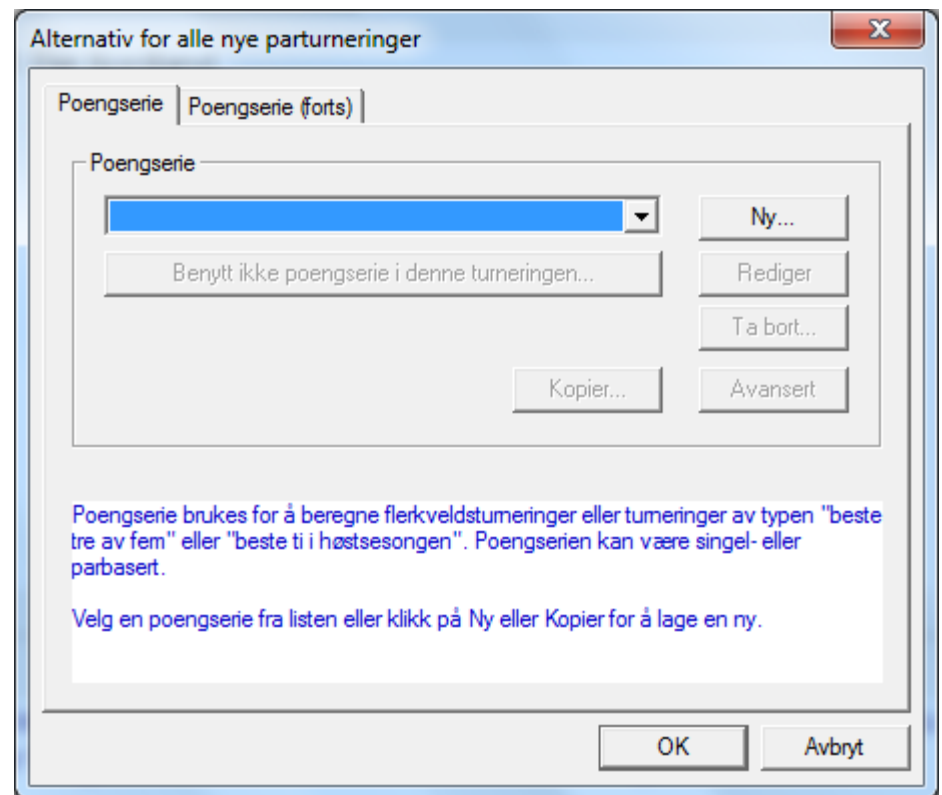 Alternativ for alle nye parturneringer
Poengserie
Poengserie (forts)
Poengserie
Ny...
Benytt ikke poengserie i denne turneringen...
Rediger
Ta bort...
Kopier...
Avansert
Poengserie brukes for å beregne flerkveldsturneringer eller turneringer av typen "beste
tre av fem" eller "beste ti i høstsesongen". Poengserien kan være singel- eller
parbasert.
Velg en poengserie fra listen eller klikk på Ny eller Kopier for å lage en ny.
OK
Avbryt